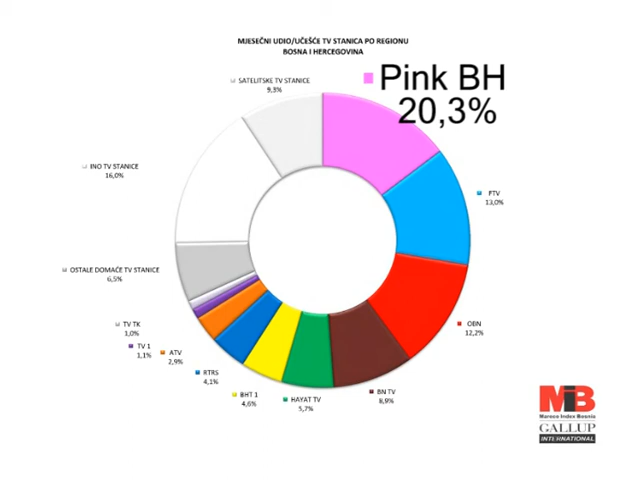 MJESEČNI UDIO/UČEŠĆE TV STANICA PO REGIONU
BOSNA I HERCEGOVINA
Pink BH
20,3%
SATELITSKE TV STANICE
9,3%
INO TV STANICE
16,0%
FTV
13,0%
OSTALE DOMAĆE TV STANICE
6,5%
OBN
12,2%
TV TK
1,0%
TV 1
1,1%
ATV
2,9%
RTRS
4,1%
BHT 1
4,6%
HAYAT TV
5,7%
BN TV
8,9%
MIB
Mareco Index Bosnia
GALLUP
INTERNATIONAL